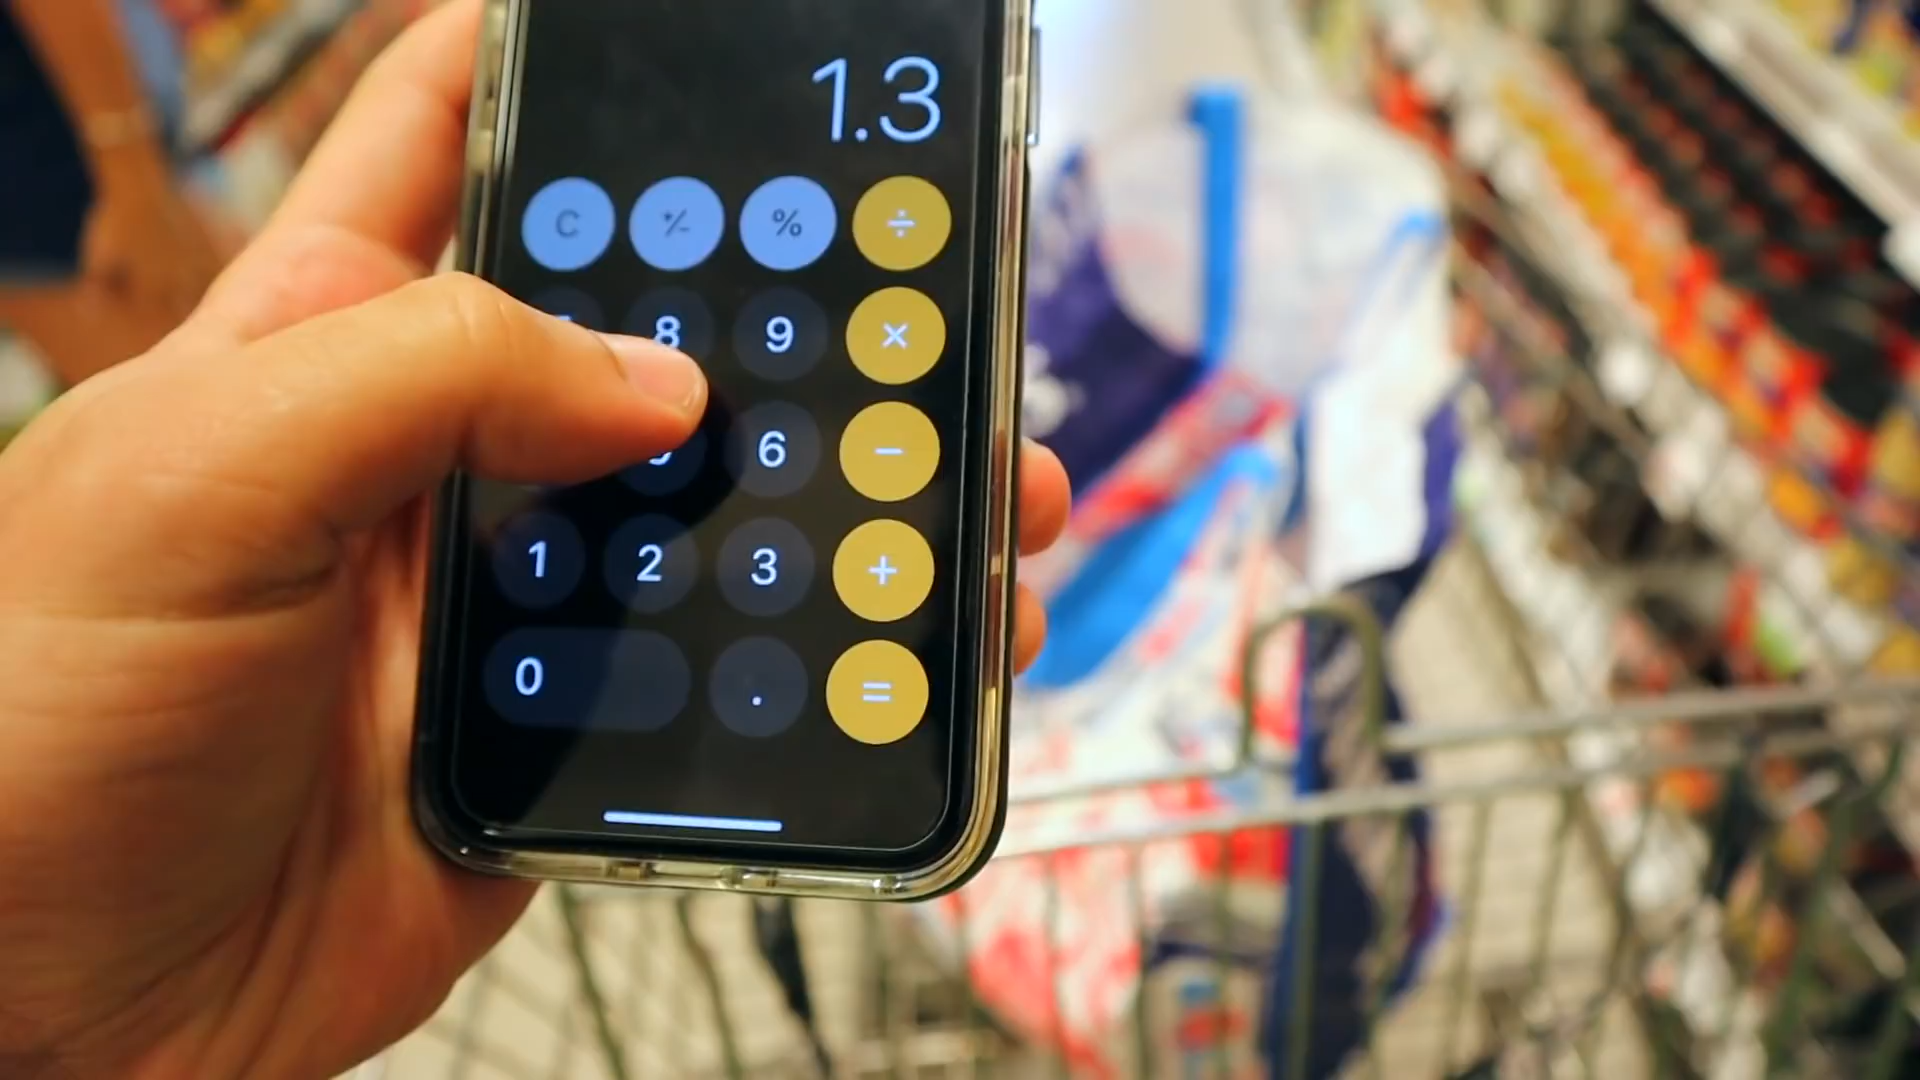 1.3
C ⁺⁄₋ % ÷
8 9 ×
6 −
1 2 3 +
0 . =